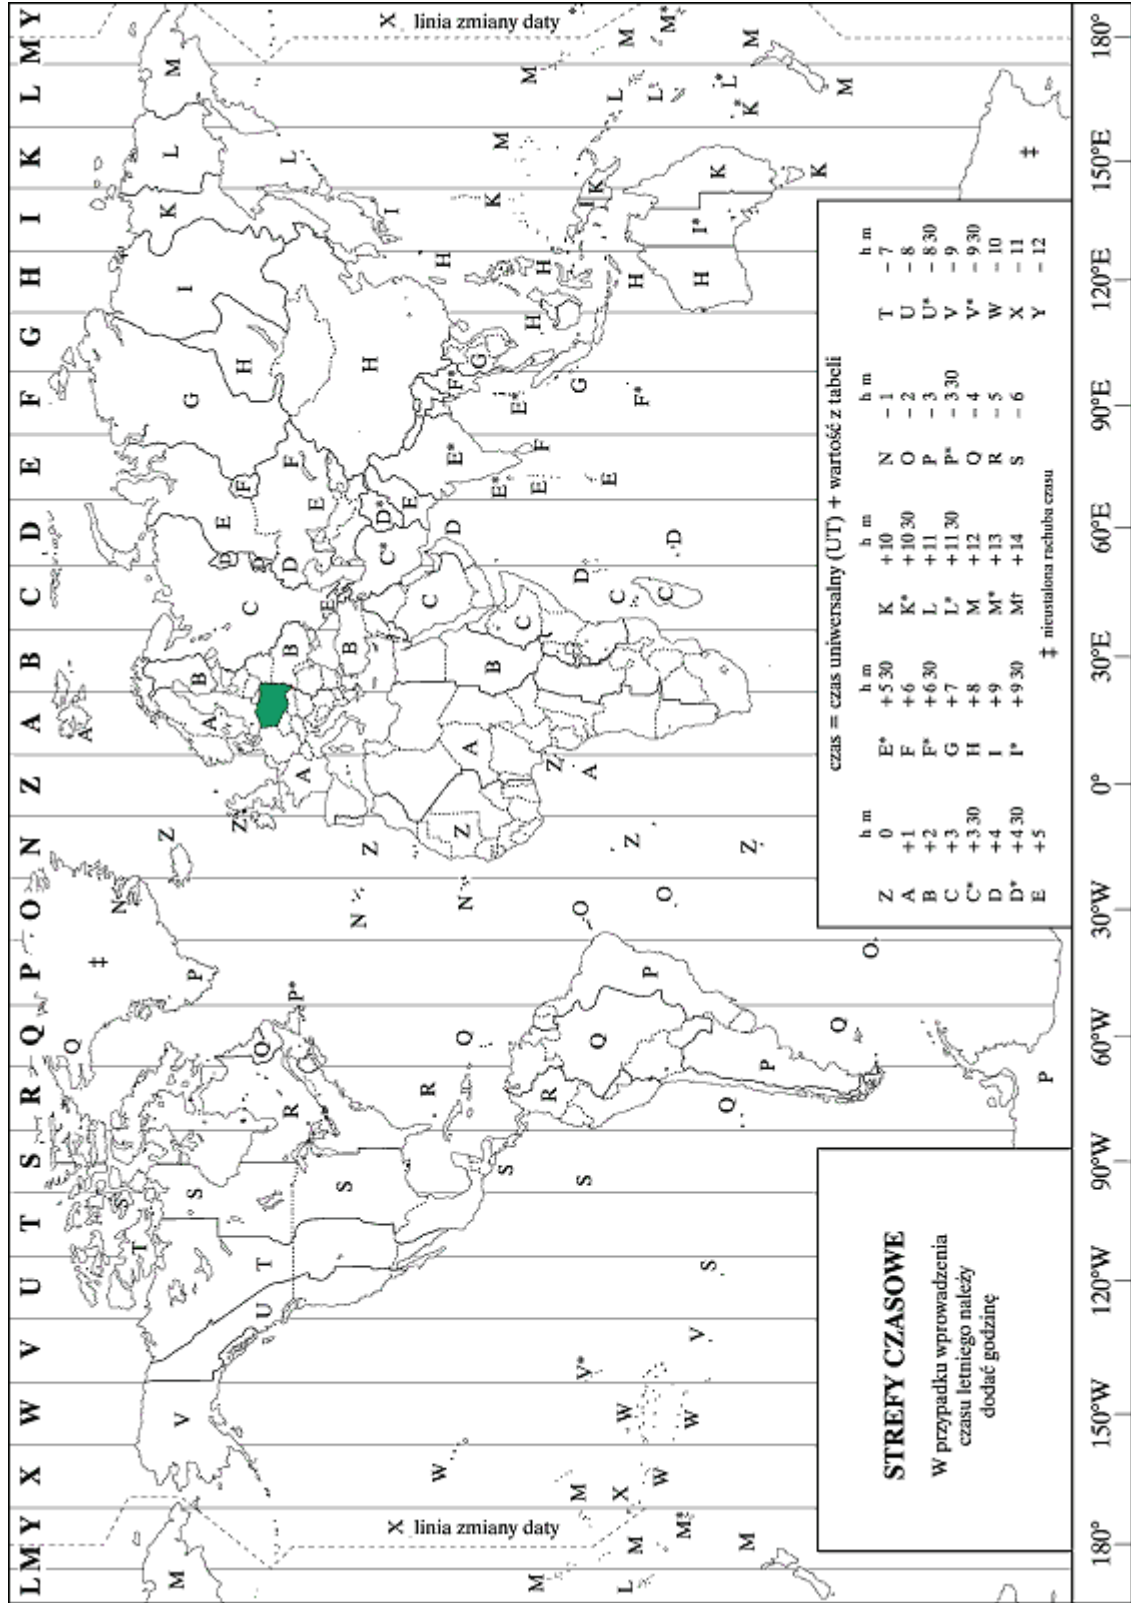 L M Y X W V U T S R Q P O N Z A B C D E F G H I K L M Y
Q A
‡
N
T S Z
M V S P A B G K L M
E I
Z B F H
U T Q D C D F L
R P* A B E
S B E
N Z H I
X linia zmiany daty X linia zmiany daty
C* D*
R C E
W H
Q N Z A B D E* F* K M
S C E* G
M R E F H M
V* S M Q O Z D G H K
W X M Z C E L
M W P O C D H F* L* M*
M* V I*
S H K
Q Z L* K* M
M P K
Q M
O
P ‡
STREFY CZASOWE
W przypadku wprowadzenia
czasu letniego należy
dodać godzinę
czas = czas uniwersalny (UT) + wartość z tabeli
h m h m h m h m h m
Z 0 E* +5 30 K +10 N – 1 T – 7
A +1 F +6 K* +10 30 O – 2 U – 8
B +2 F* +6 30 L +11 P – 3 U* – 8 30
C +3 G +7 L* +11 30 P* – 3 30 V – 9
C* +3 30 H +8 M +12 Q – 4 V* – 9 30
D +4 I +9 M* +13 R – 5 W – 10
D* +4 30 I* +9 30 M† +14 S – 6 X – 11
E +5 Y – 12
‡ nieustalona rachuba czasu
180° 150°W 120°W 90°W 60°W 30°W 0° 30°E 60°E 90°E 120°E 150°E 180°